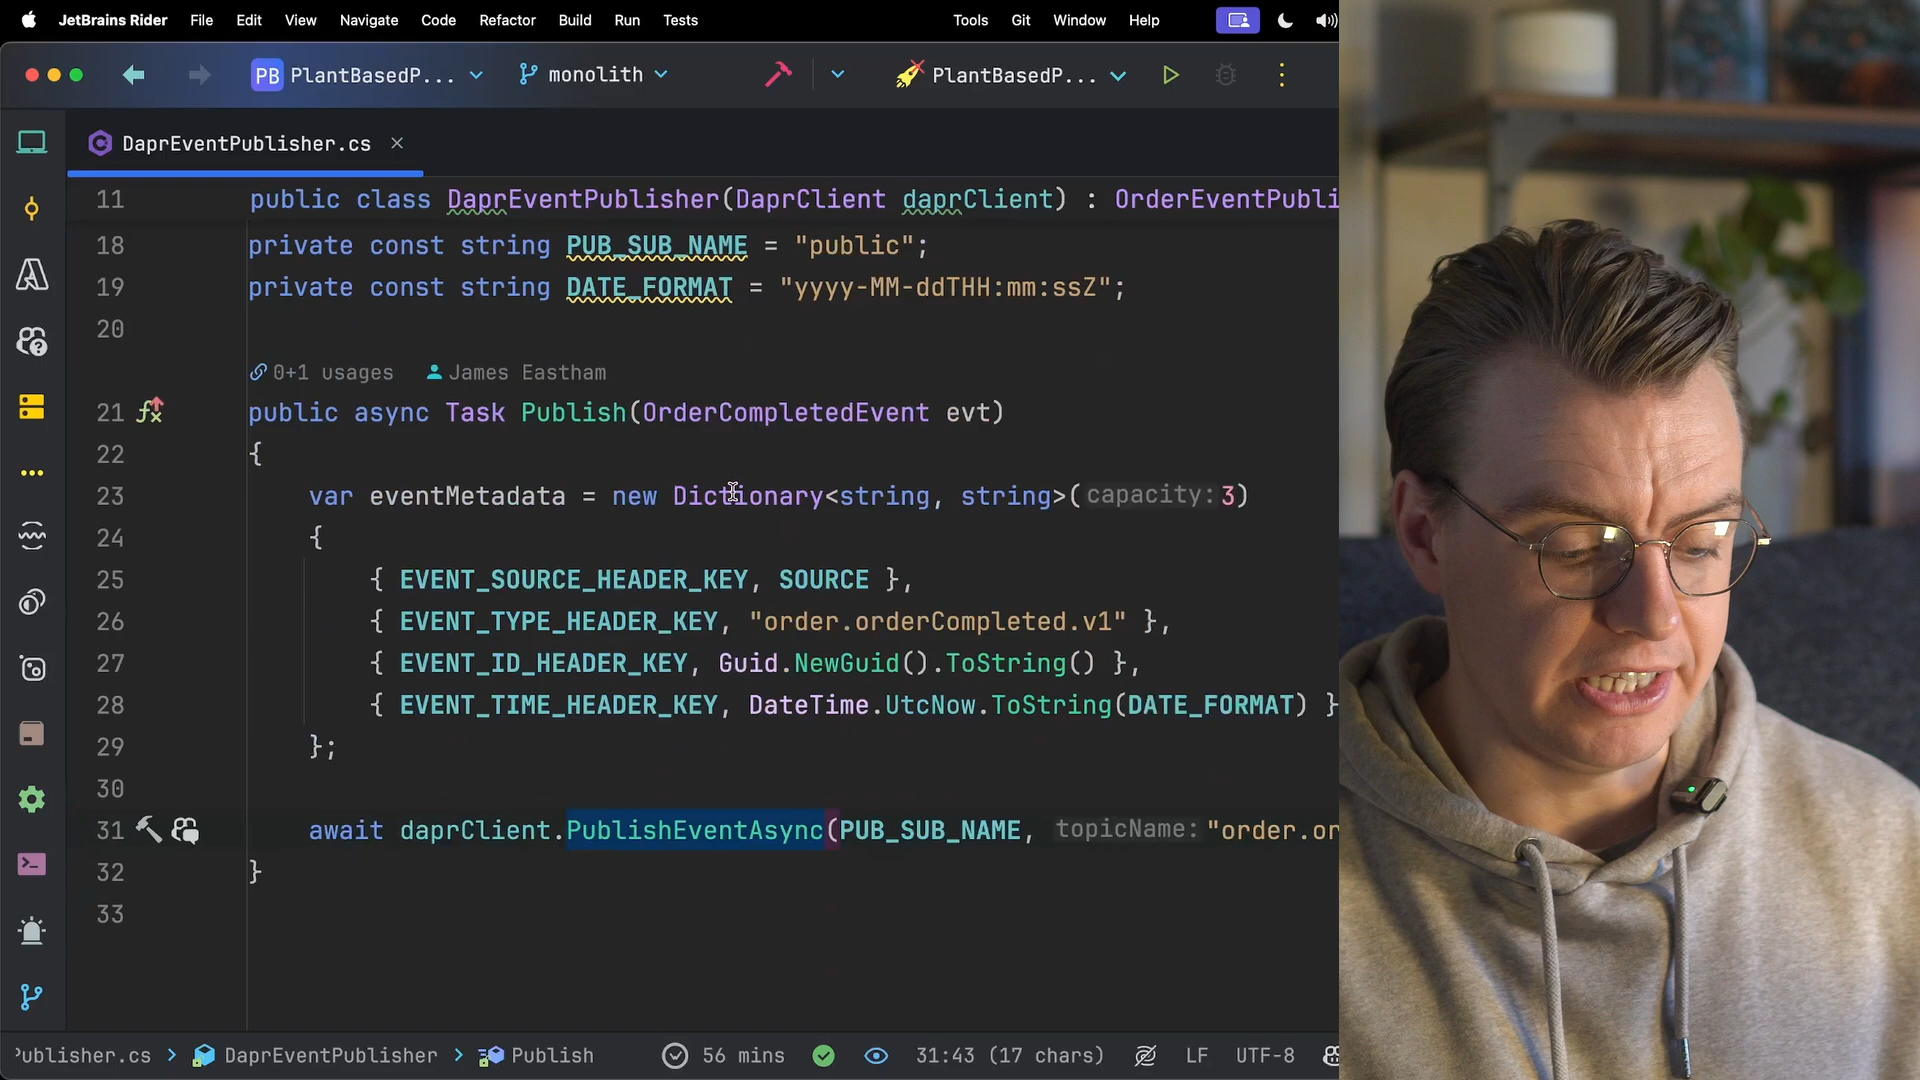 JetBrains Rider File Edit View Navigate Code Refactor Build Run Tests Tools Git Window Help
PB PlantBasedP... monolith PlantBasedP...
DaprEventPublisher.cs
11 public class DaprEventPublisher(DaprClient daprClient) : OrderEventPubli
18 private const string PUB_SUB_NAME = "public";
19 private const string DATE_FORMAT = "yyyy-MM-ddTHH:mm:ssZ";
20
0+1 usages James Eastham
21 public async Task Publish(OrderCompletedEvent evt)
22 {
23 var eventMetadata = new Dictionary<string, string>(capacity: 3)
24 {
25 { EVENT_SOURCE_HEADER_KEY, SOURCE },
26 { EVENT_TYPE_HEADER_KEY, "order.orderCompleted.v1" },
27 { EVENT_ID_HEADER_KEY, Guid.NewGuid().ToString() },
28 { EVENT_TIME_HEADER_KEY, DateTime.UtcNow.ToString(DATE_FORMAT) }
29 };
30
31 await daprClient.PublishEventAsync(PUB_SUB_NAME, topicName: "order.or
32 }
33
Publisher.cs > DaprEventPublisher > Publish 56 mins 31:43 (17 chars) LF UTF-8